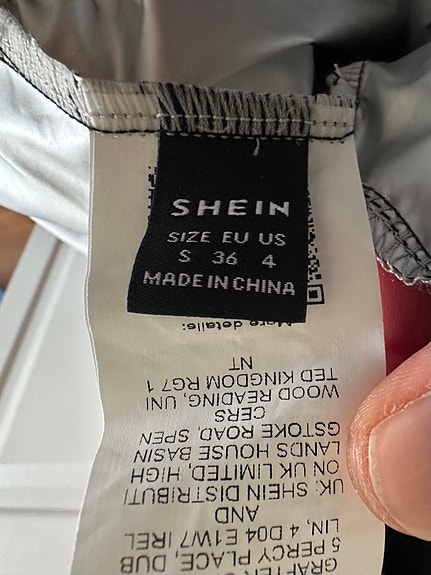 SHEIN
SIZE EU US
S 36 4
MADE IN CHINA
5 PERCY PLACE, DUB
LIN, 4 D04 E1W7 IREL
AND
UK: SHEIN DISTRIBUTI
ON UK LIMITED, HIGH
LANDS HOUSE BASIN
GSTOKE ROAD, SPEN
CERS
WOOD READING, UNI
TED KINGDOM RG7 1
NT
More details: